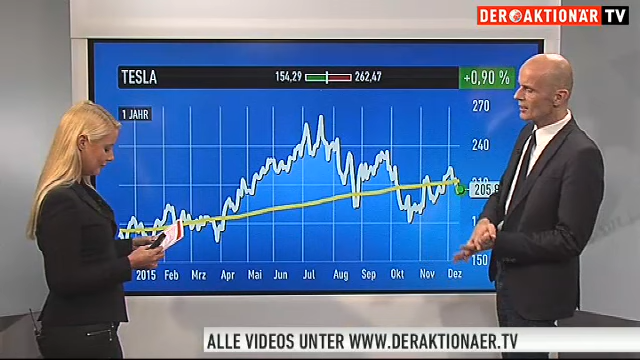 DER AKTIONÄR TV
TESLA
154,29 262,47
+0,90 %
1 JAHR
270
240
205,8
150
2015 Feb Mrz Apr Mai Jun Jul Aug Sep Okt Nov Dez
ALLE VIDEOS UNTER WWW.DERAKTIONAER.TV